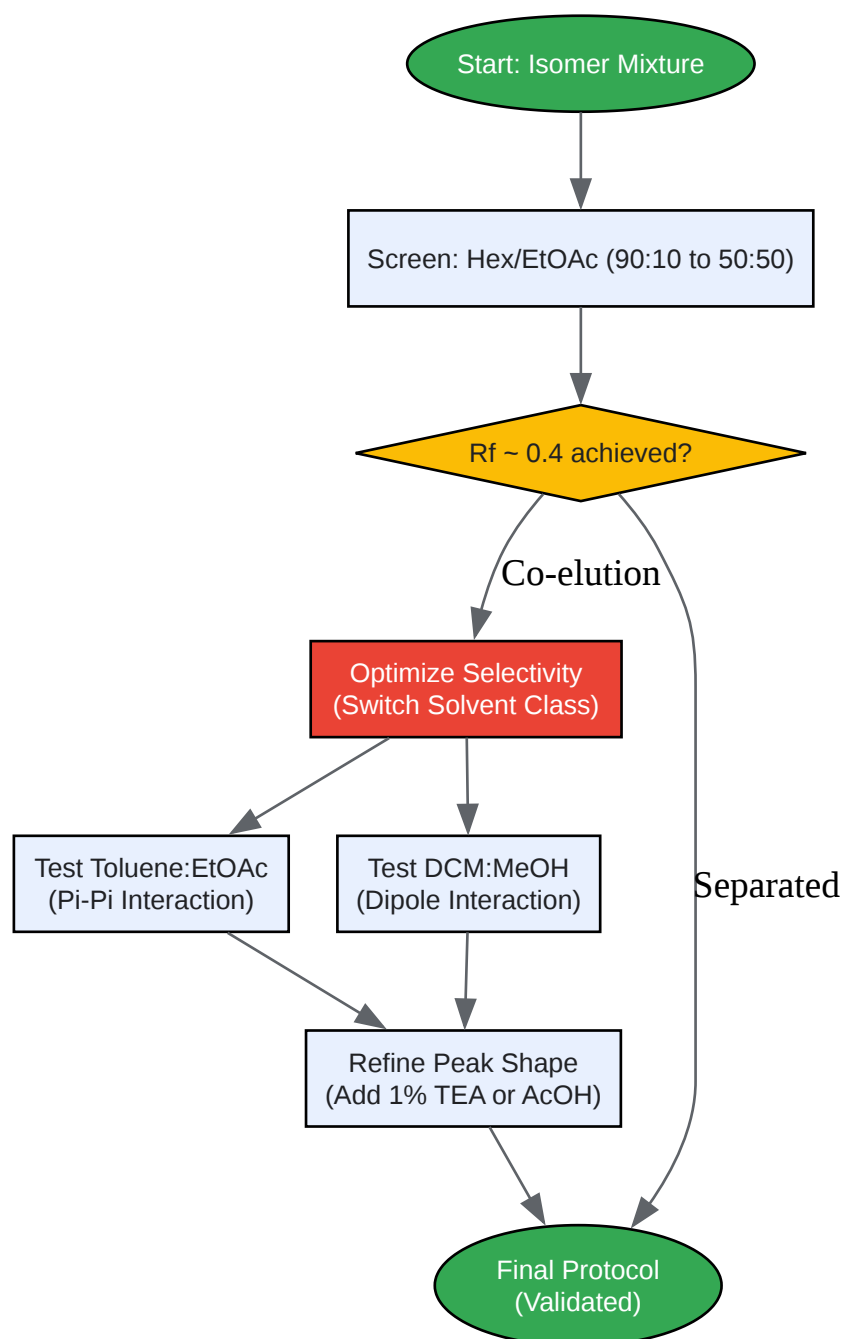 Start: Isomer Mixture
Screen: Hex/EtOAc (90:10 to 50:50)
Rf ~ 0.4 achieved?
Co-elution
Optimize Selectivity
(Switch Solvent Class)
Test Toluene:EtOAc
(Pi-Pi Interaction)
Test DCM:MeOH
(Dipole Interaction)
Separated
Refine Peak Shape
(Add 1% TEA or AcOH)
Final Protocol
(Validated)